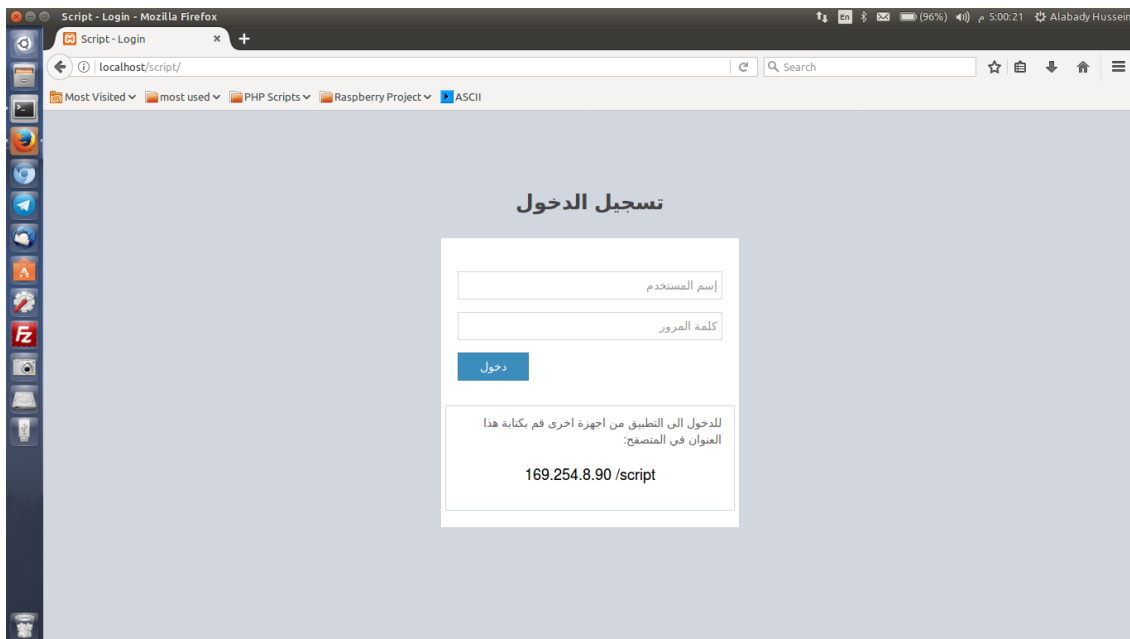 Script - Login - Mozilla Firefox
En (96%) م 5:00:21 Alabady Hussein
Script - Login
localhost/script/
Search
Most Visited most used PHP Scripts Raspberry Project ASCII
تسجيل الدخول
إسم المستخدم
كلمة المرور
دخول
للدخول الى التطبيق من اجهزة اخرى قم بكتابة هذا
العنوان في المتصفح:
169.254.8.90 /script